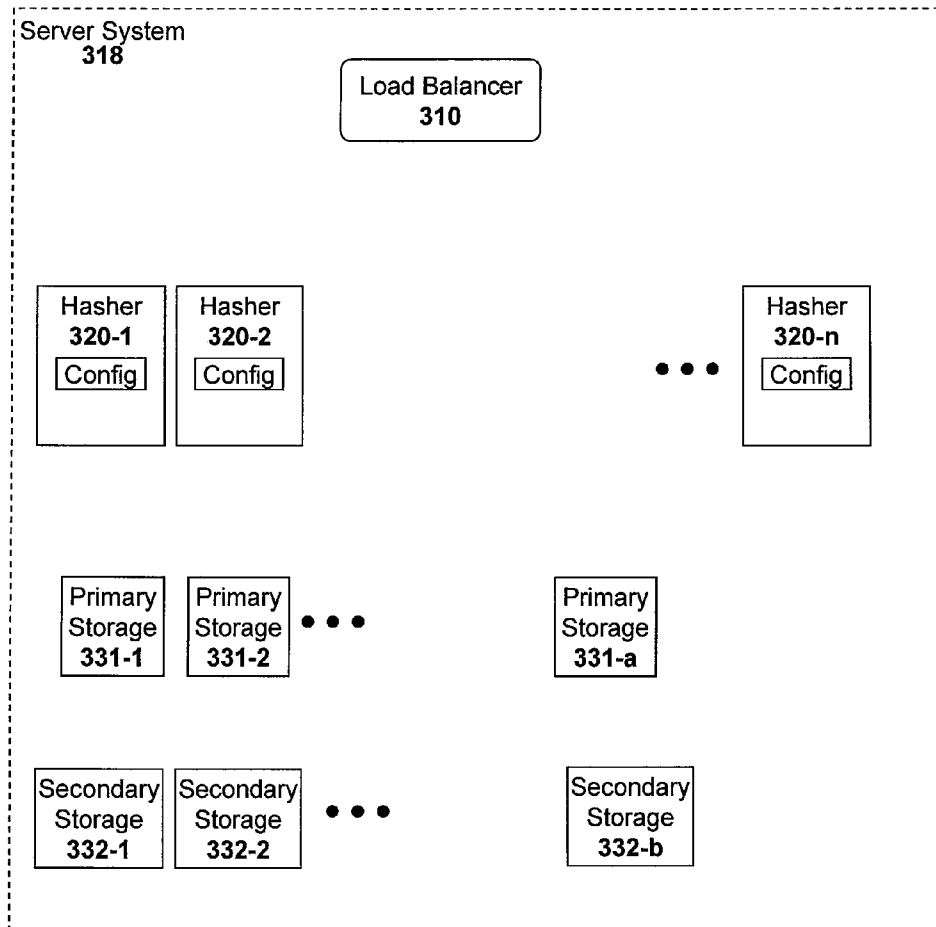 Server System
318
Load Balancer
310
Hasher
320-1
Config
Hasher
320-2
Config
Hasher
320-n
Config
Primary
Storage
331-1
Primary
Storage
331-2
Primary
Storage
331-a
Secondary
Storage
332-1
Secondary
Storage
332-2
Secondary
Storage
332-b